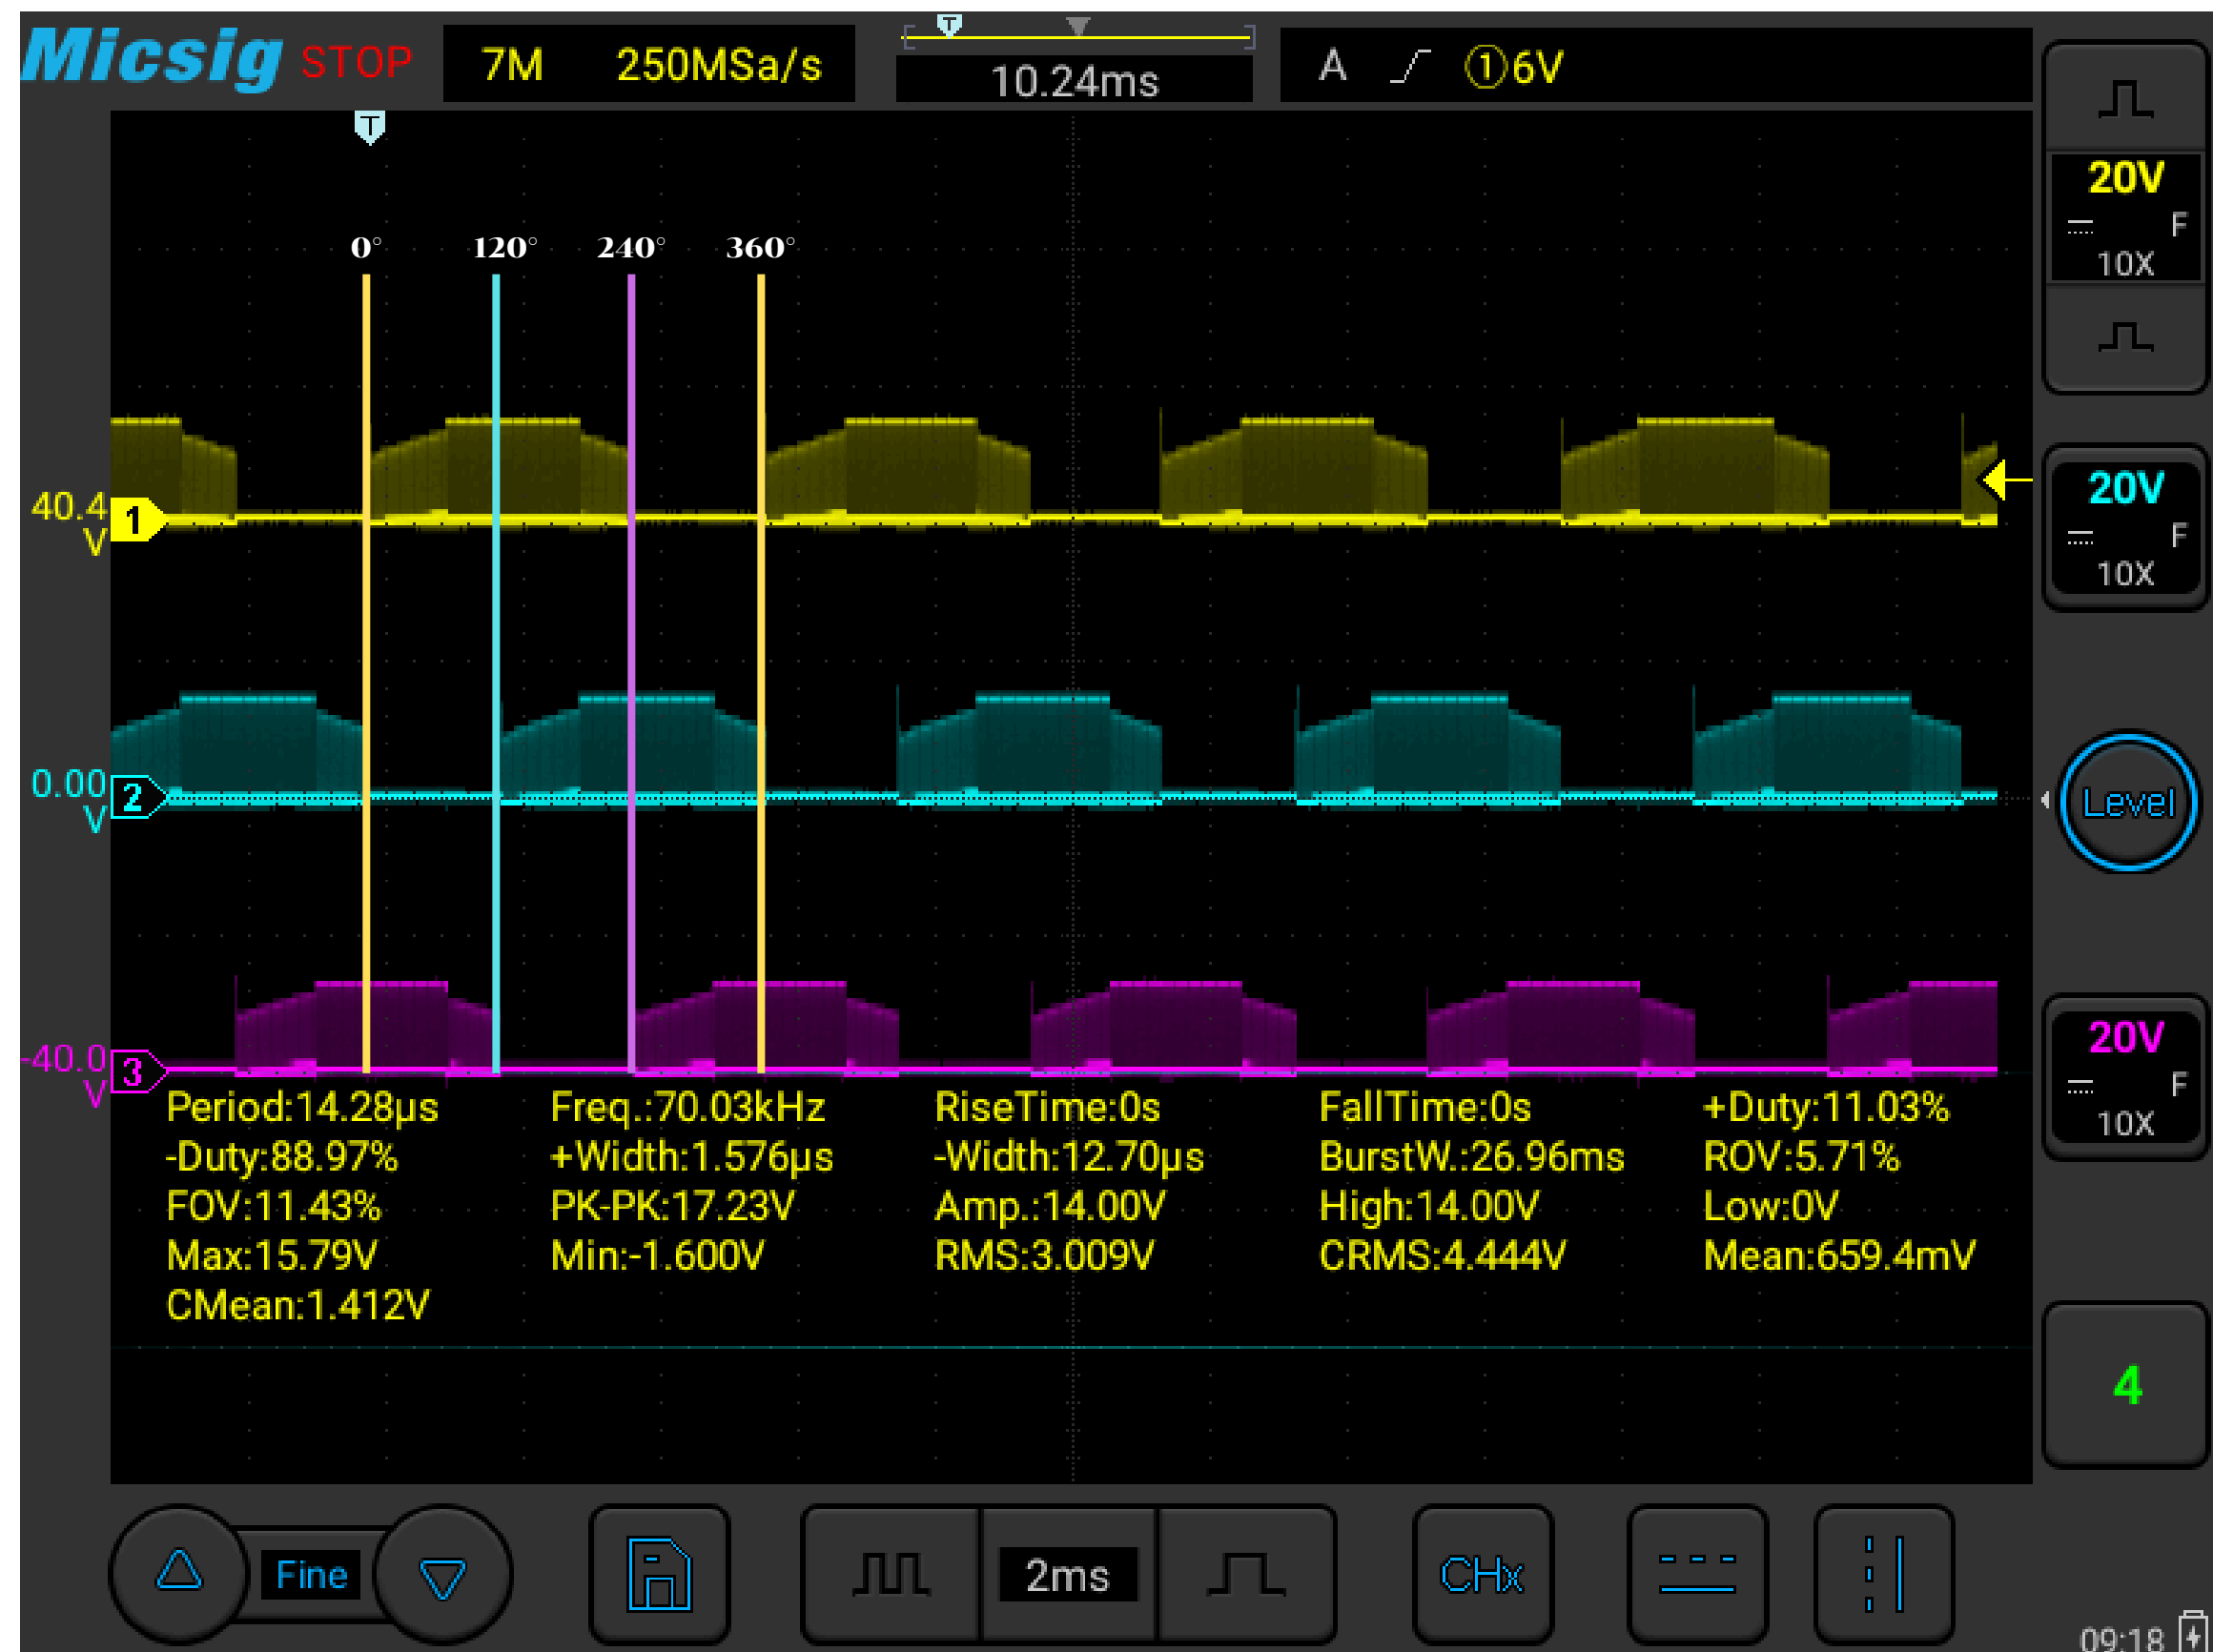 Micsig STOP 7M 250MSa/s T 10.24ms A ①6V
T
20V
F
10X
0° 120° 240° 360°
40.4 V 1
20V
F
10X
0.00 V 2
Level
-40.0 V 3
20V
F
10X
Period:14.28µs Freq.:70.03kHz RiseTime:0s FallTime:0s +Duty:11.03%
-Duty:88.97% +Width:1.576µs -Width:12.70µs BurstW.:26.96ms ROV:5.71%
FOV:11.43% PK-PK:17.23V Amp.:14.00V High:14.00V Low:0V
Max:15.79V Min:-1.600V RMS:3.009V CRMS:4.444V Mean:659.4mV
CMean:1.412V
4
Fine 2ms CHx
09:18